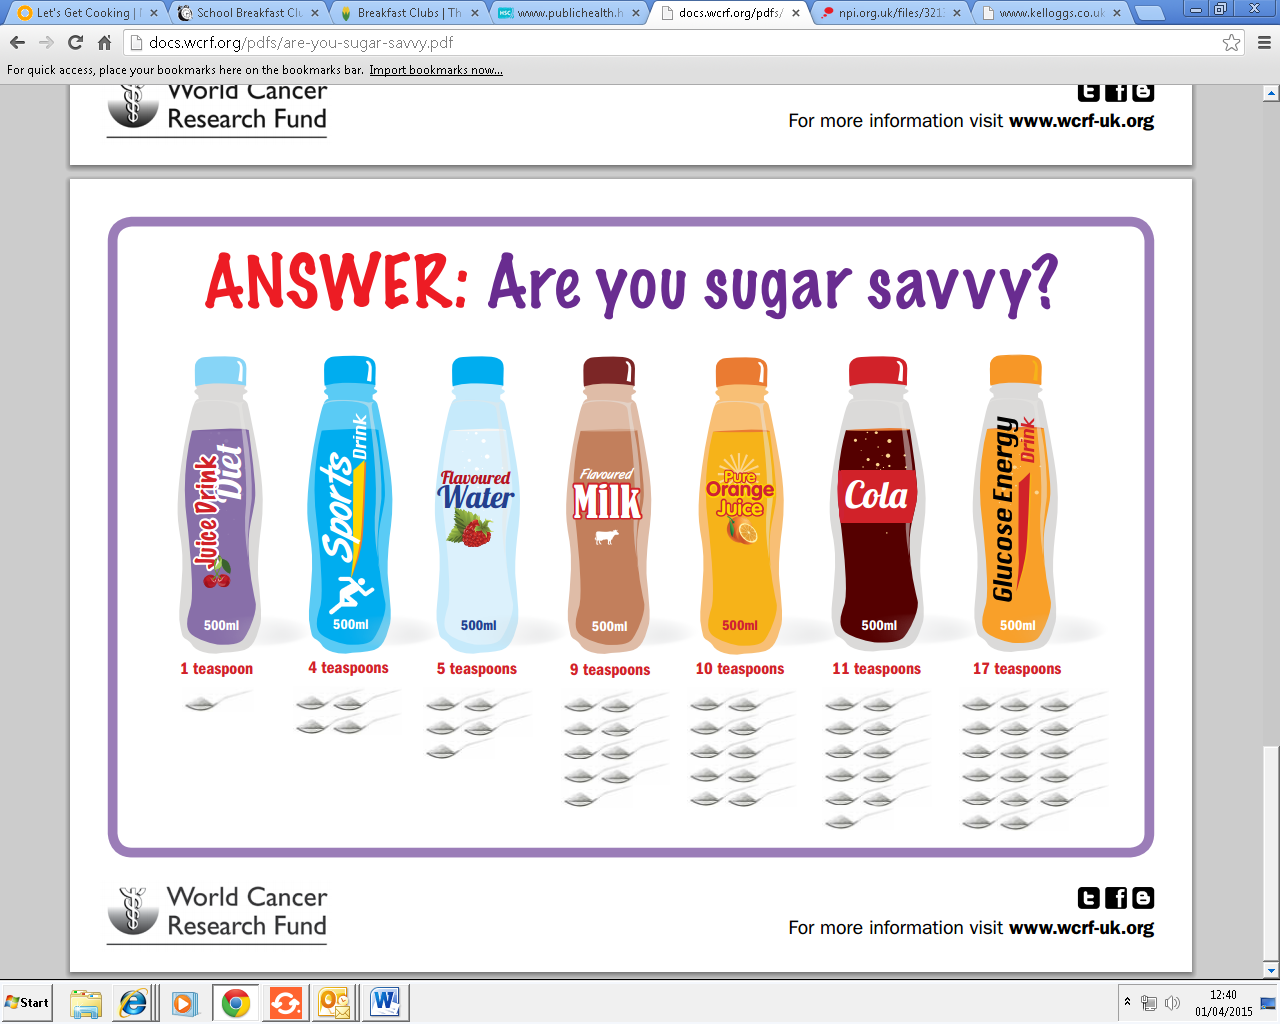 Let's Get Cooking |
School Breakfast Clu
Breakfast Clubs | Th
www.publichealth.h
docs.wcrf.org/pdfs/
npi.org.uk/files/321
www.kelloggs.co.uk
docs.wcrf.org/pdfs/are-you-sugar-savvy.pdf
For quick access, place your bookmarks here on the bookmarks bar. Import bookmarks now...
World Cancer
Research Fund
For more information visit www.wcrf-uk.org
ANSWER: Are you sugar savvy?
Juice Drink
Diet
500ml
Sports
Drink
500ml
Flavoured
Water
500ml
Flavoured
Milk
500ml
Pure
Orange
Juice
500ml
Cola
500ml
Glucose Energy
Drink
500ml
1 teaspoon
4 teaspoons
5 teaspoons
9 teaspoons
10 teaspoons
11 teaspoons
17 teaspoons
World Cancer
Research Fund
For more information visit www.wcrf-uk.org
Start
12:40
01/04/2015